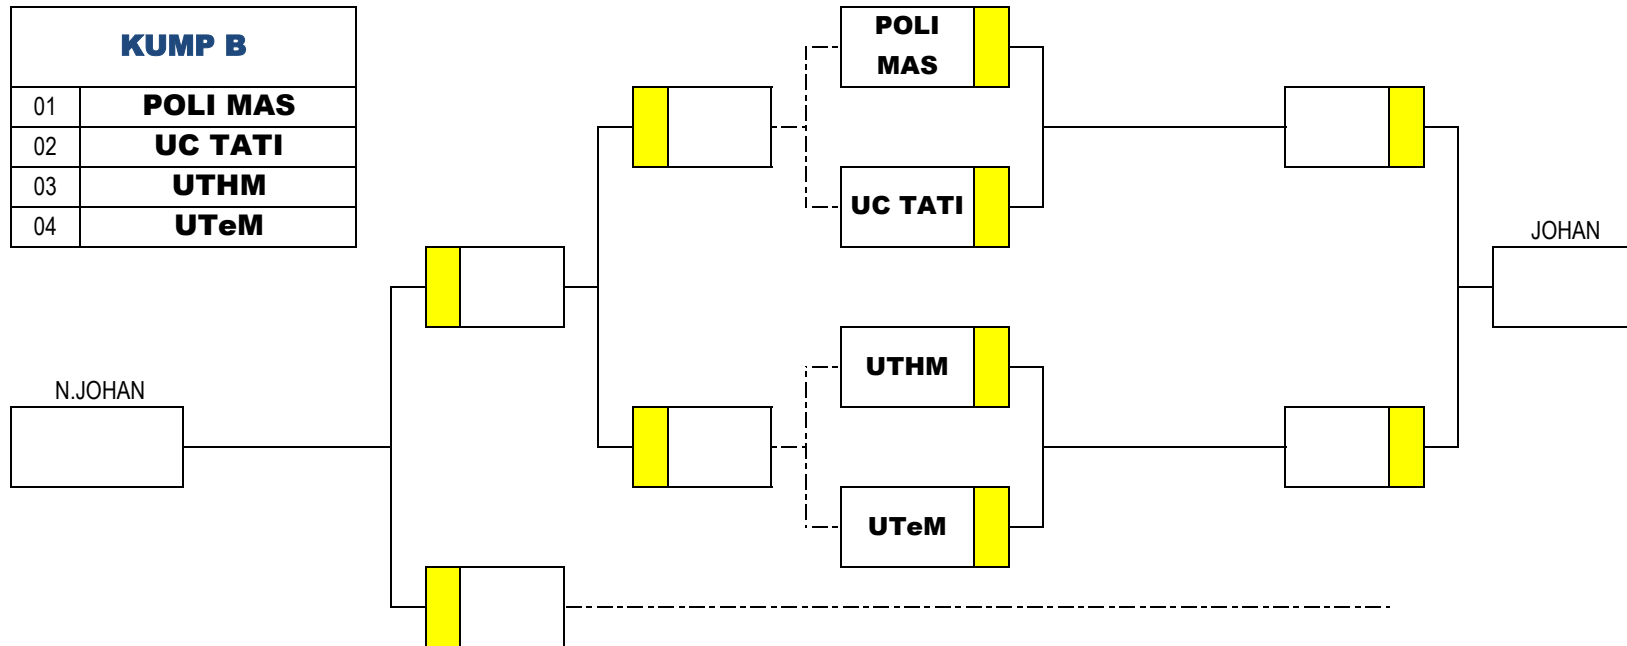 KUMP B
01 POLI MAS
02 UC TATI
03 UTHM
04 UTeM
POLI
MAS
UC TATI
JOHAN
UTHM
N.JOHAN
UTeM